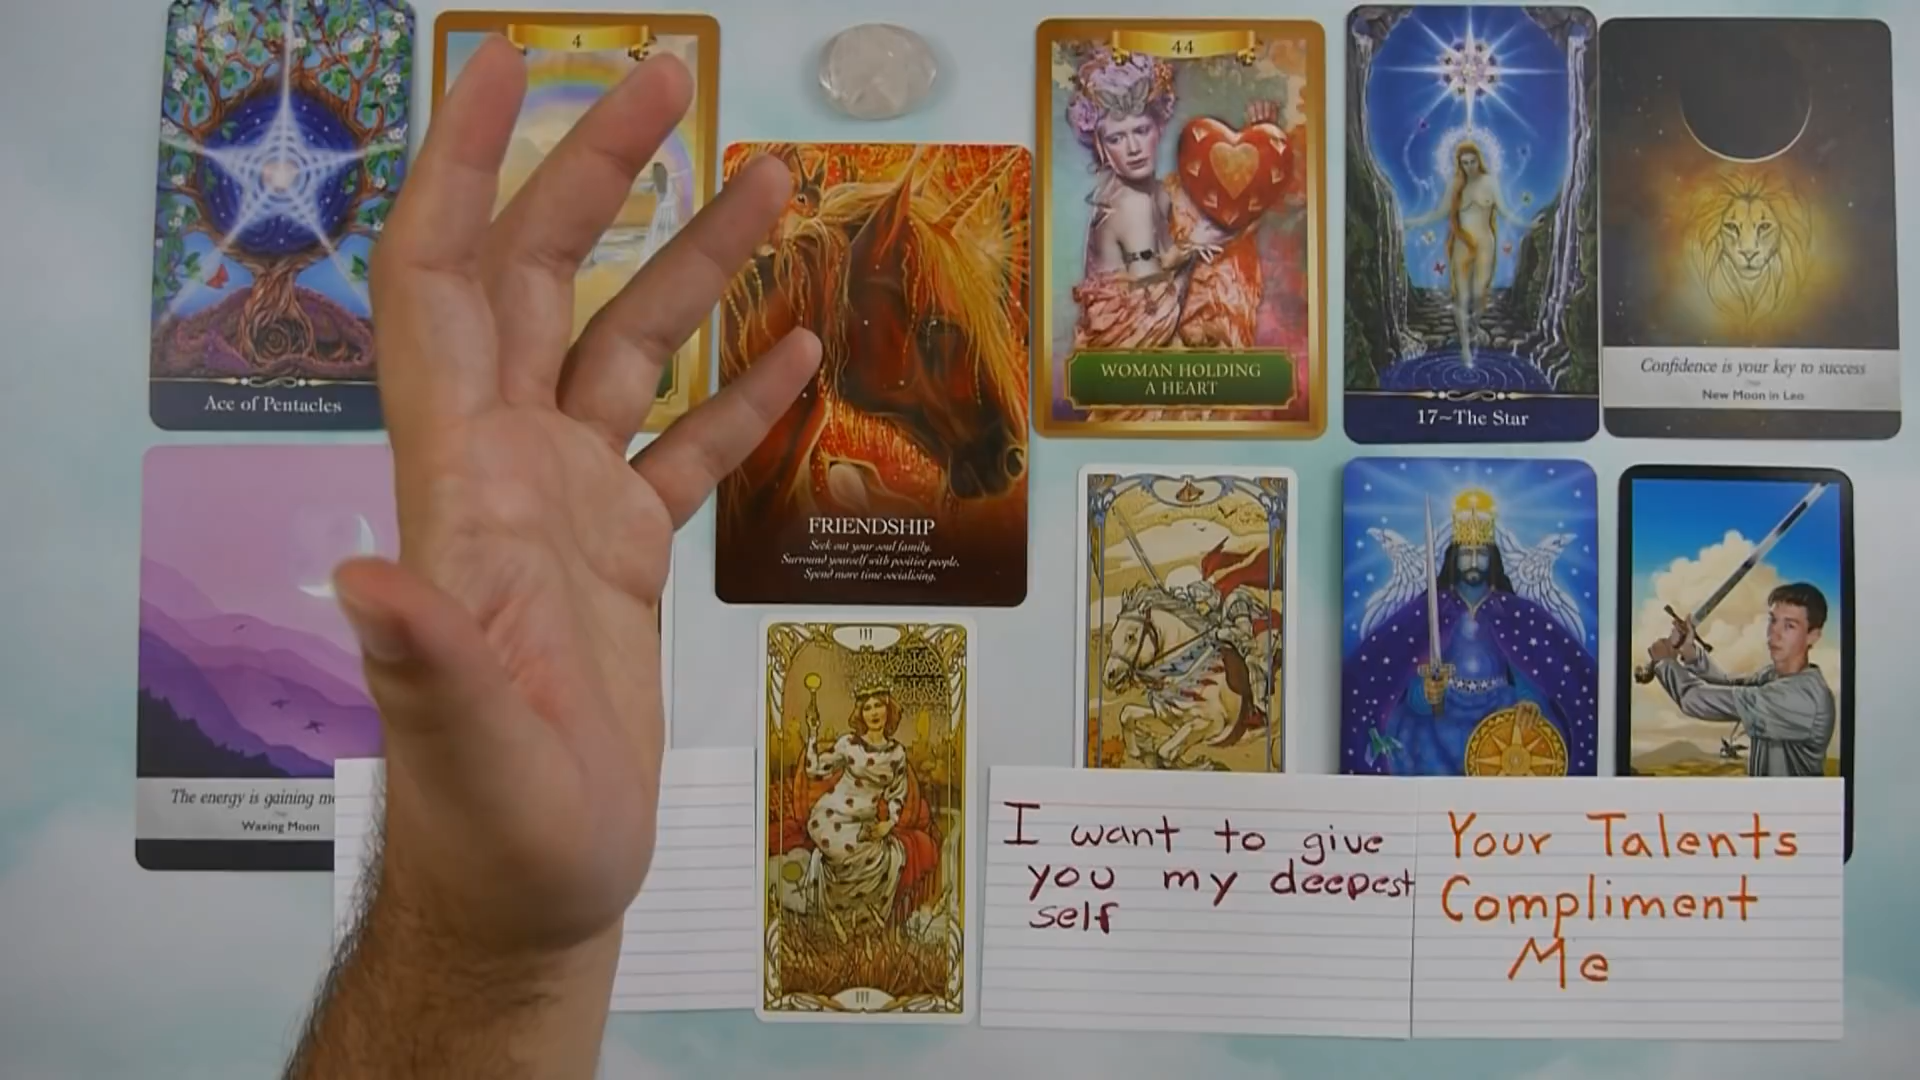 4
44
Ace of Pentacles
WOMAN HOLDING
A HEART
17~The Star
Confidence is your key to success
New Moon in Leo
FRIENDSHIP
Seek out your soul family.
Surround yourself with positive people.
Spend more time socialising.
The energy is gaining
Waxing Moon
III
III
I want to give
you my deepest
self
Your Talents
Compliment
Me